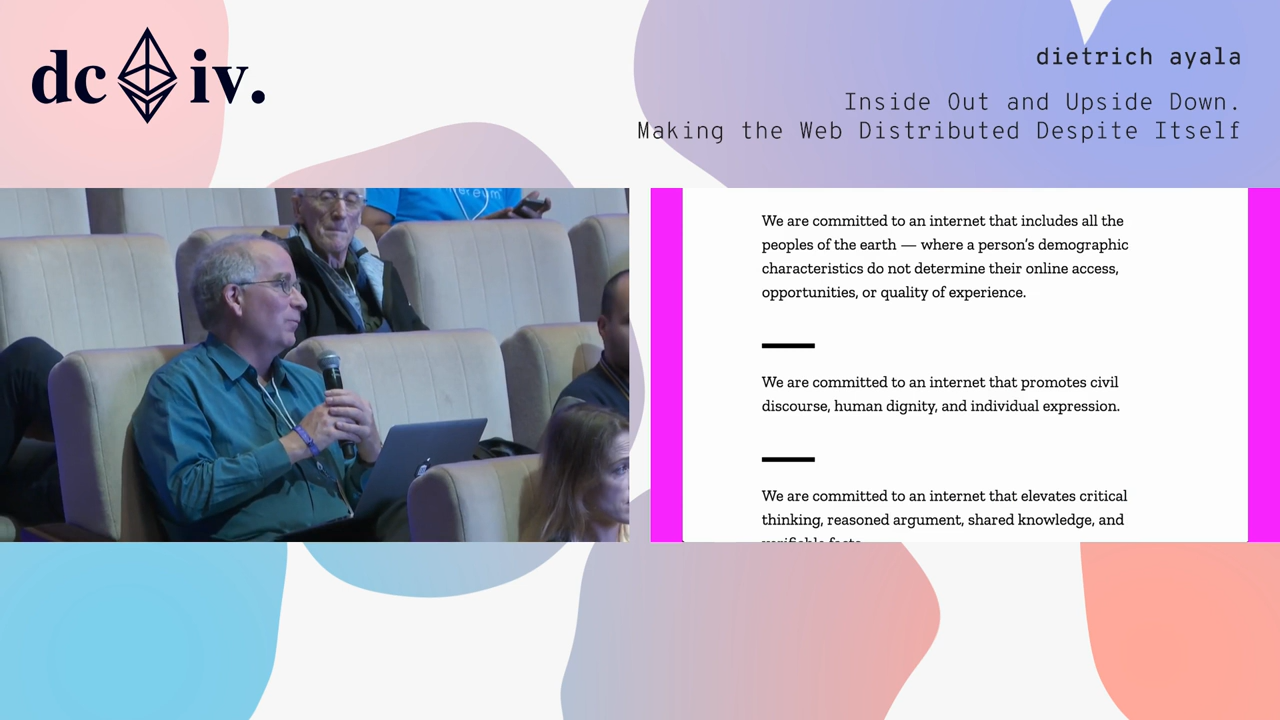 dc iv.
dietrich ayala
Inside Out and Upside Down.
Making the Web Distributed Despite Itself
We are committed to an internet that includes all the
peoples of the earth — where a person’s demographic
characteristics do not determine their online access,
opportunities, or quality of experience.
We are committed to an internet that promotes civil
discourse, human dignity, and individual expression.
We are committed to an internet that elevates critical
thinking, reasoned argument, shared knowledge, and
verifiable facts.